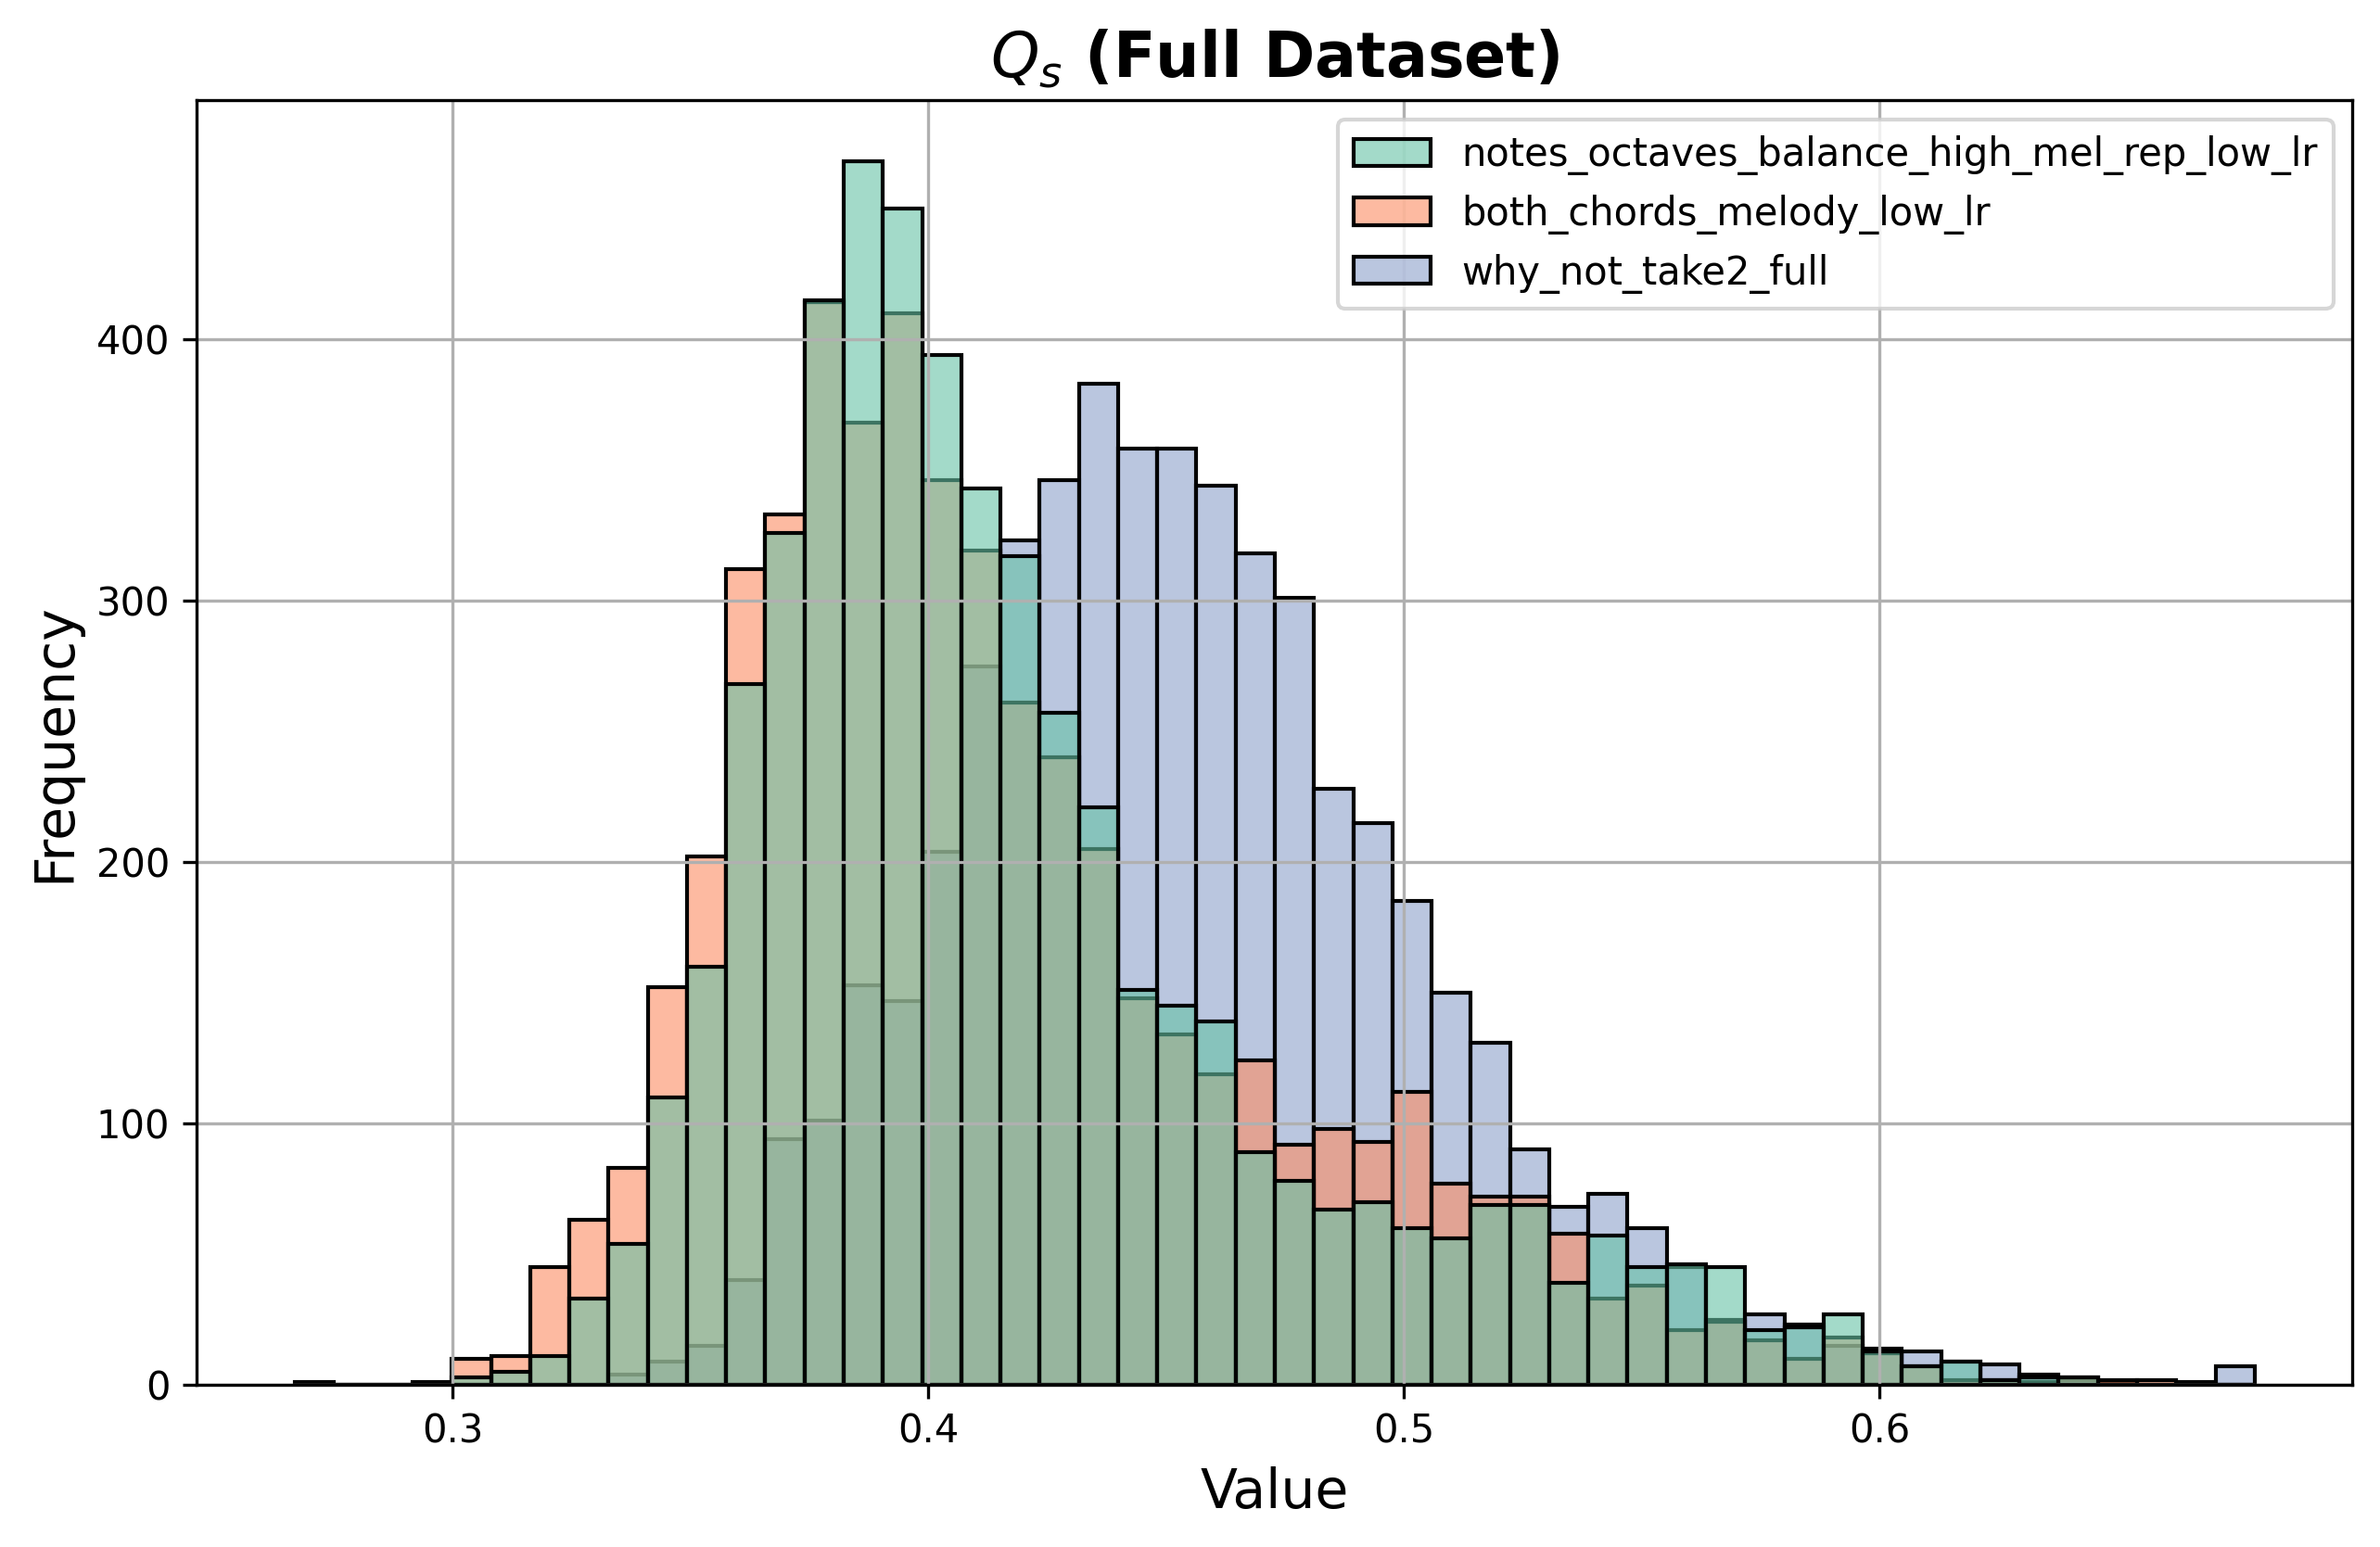 Qs (Full Dataset)
notes_octaves_balance_high_mel_rep_low_lr
both_chords_melody_low_lr
why_not_take2_full
Frequency
400
300
200
100
0
0.3 0.4 0.5 0.6
Value